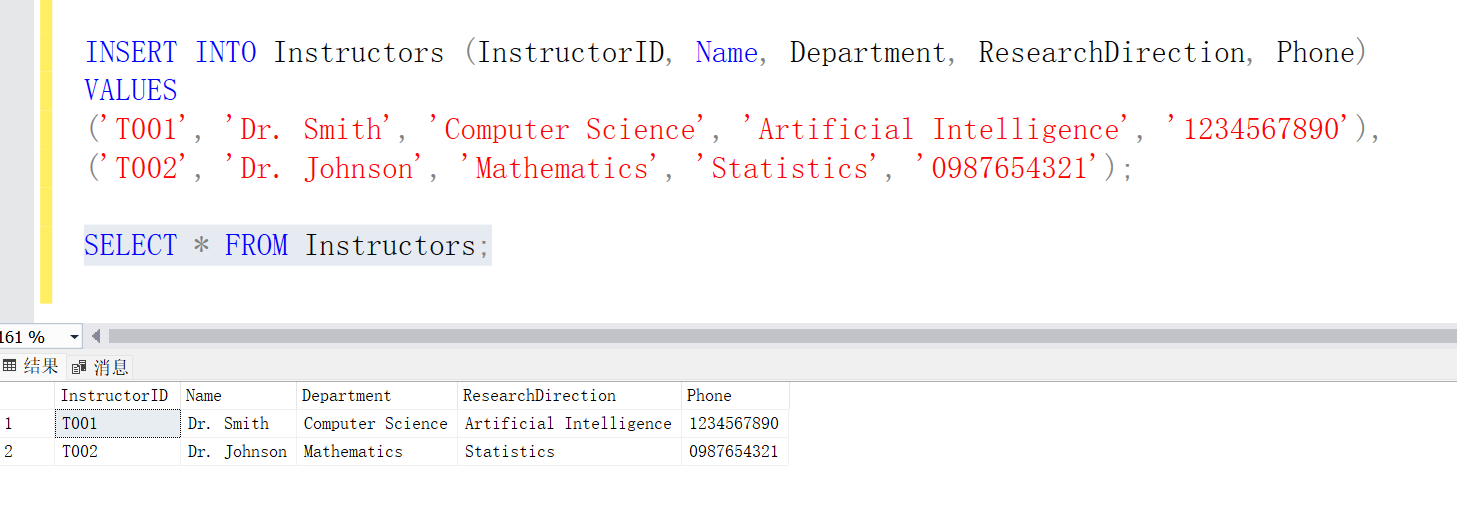 INSERT INTO Instructors (InstructorID, Name, Department, ResearchDirection, Phone)
VALUES
('T001', 'Dr. Smith', 'Computer Science', 'Artificial Intelligence', '1234567890'),
('T002', 'Dr. Johnson', 'Mathematics', 'Statistics', '0987654321');
SELECT * FROM Instructors;
161 %
结果 消息
InstructorID Name Department ResearchDirection Phone
1 T001 Dr. Smith Computer Science Artificial Intelligence 1234567890
2 T002 Dr. Johnson Mathematics Statistics 0987654321